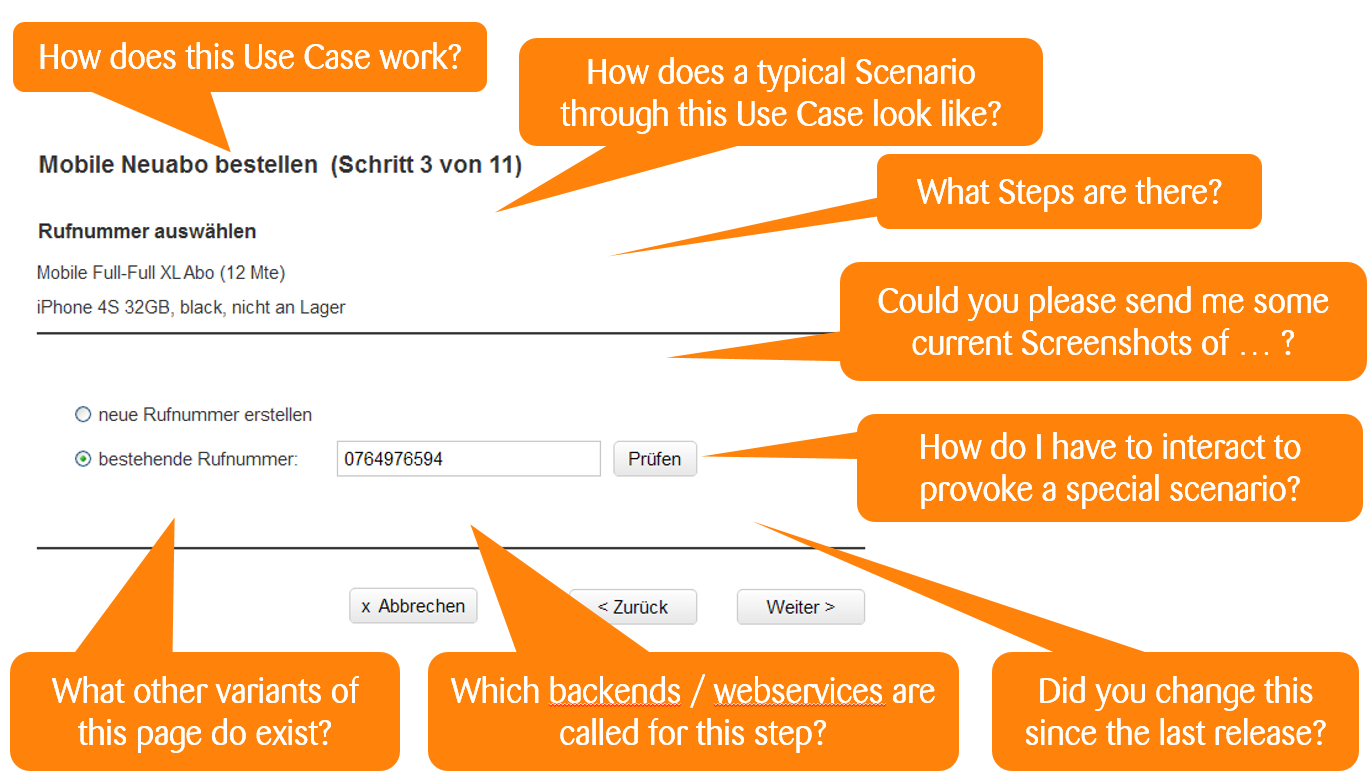 How does this Use Case work?
How does a typical Scenario
through this Use Case look like?
Mobile Neuabo bestellen (Schritt 3 von 11)
What Steps are there?
Rufnummer auswählen
Mobile Full-Full XL Abo (12 Mte)
iPhone 4S 32GB, black, nicht an Lager
Could you please send me some
current Screenshots of … ?
neue Rufnummer erstellen
bestehende Rufnummer: 0764976594 Prüfen
How do I have to interact to
provoke a special scenario?
x Abbrechen < Zurück Weiter >
What other variants of
this page do exist?
Which backends / webservices are
called for this step?
Did you change this
since the last release?